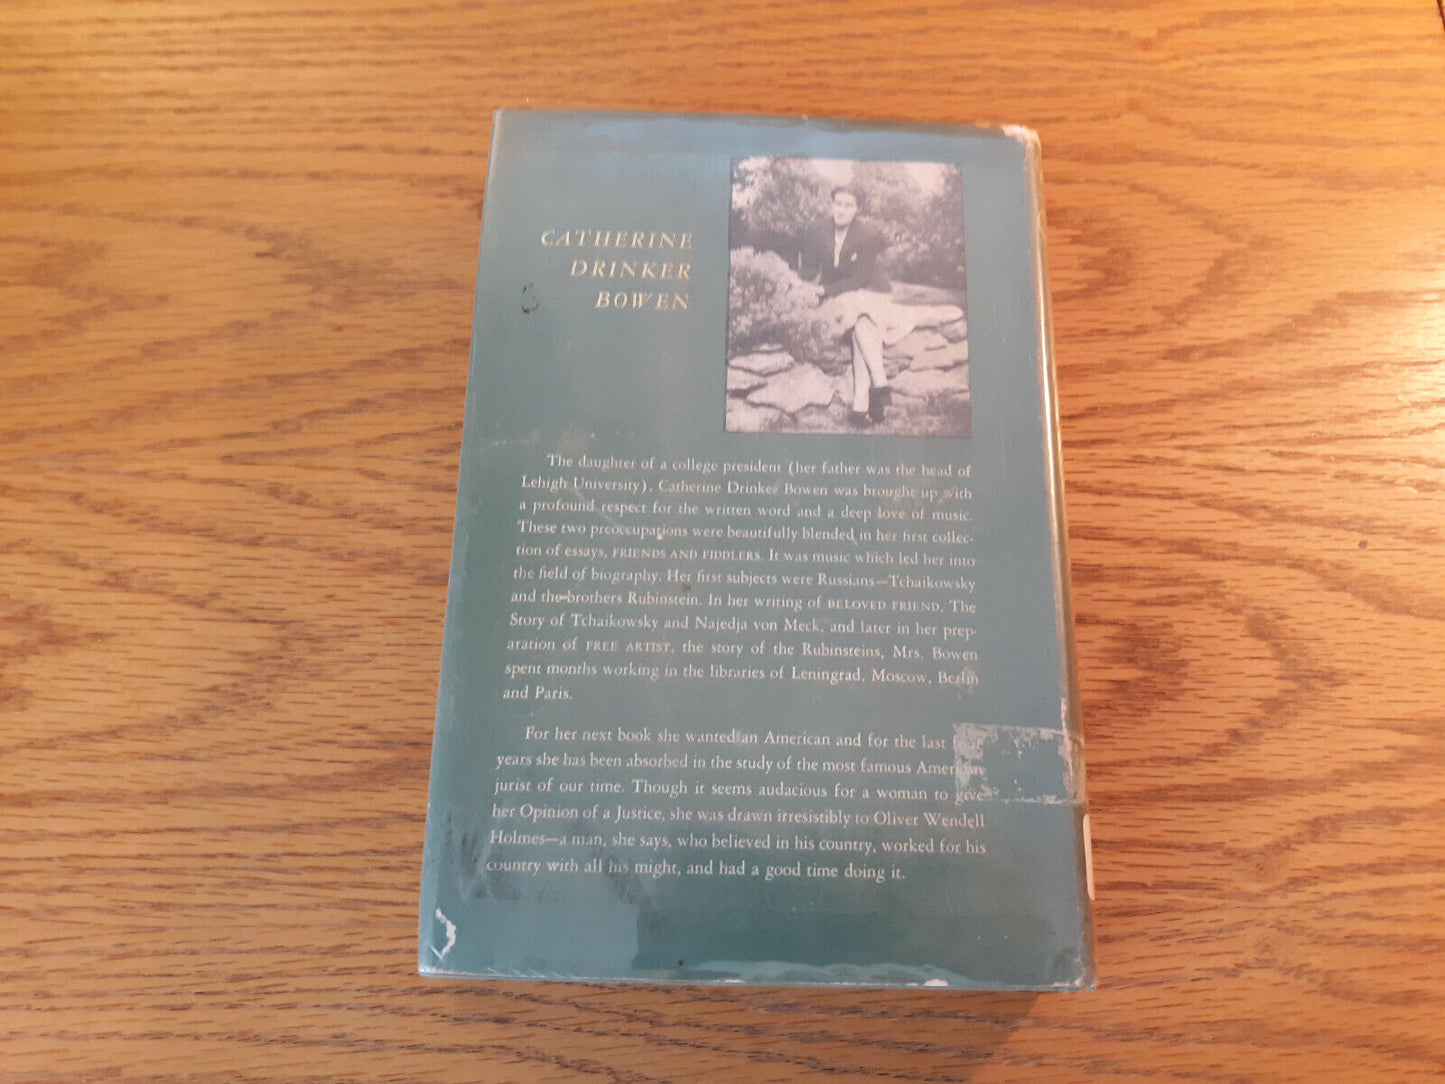 CATHERINE
DRINKER
BOWEN
The daughter of a college president (her father was the head of
Lehigh University), Catherine Drinker Bowen was brought up with
a profound respect for the written word and a deep love of music.
These two preoccupations were beautifully blended in her first collec-
tion of essays, FRIENDS AND FIDDLERS. It was music which led her into
the field of biography. Her first subjects were Russians—Tchaikowsky
and the brothers Rubinstein. In her writing of BELOVED FRIEND, The
Story of Tchaikowsky and Najedja von Meck, and later in her prep-
aration of FREE ARTIST, the story of the Rubinsteins, Mrs. Bowen
spent months working in the libraries of Leningrad, Moscow, Berlin
and Paris.
For her next book she wanted an American and for the last four
years she has been absorbed in the study of the most famous American
jurist of our time. Though it seems audacious for a woman to give
her Opinion of a Justice, she was drawn irresistibly to Oliver Wendell
Holmes—a man, she says, who believed in his country, worked for his
country with all his might, and had a good time doing it.